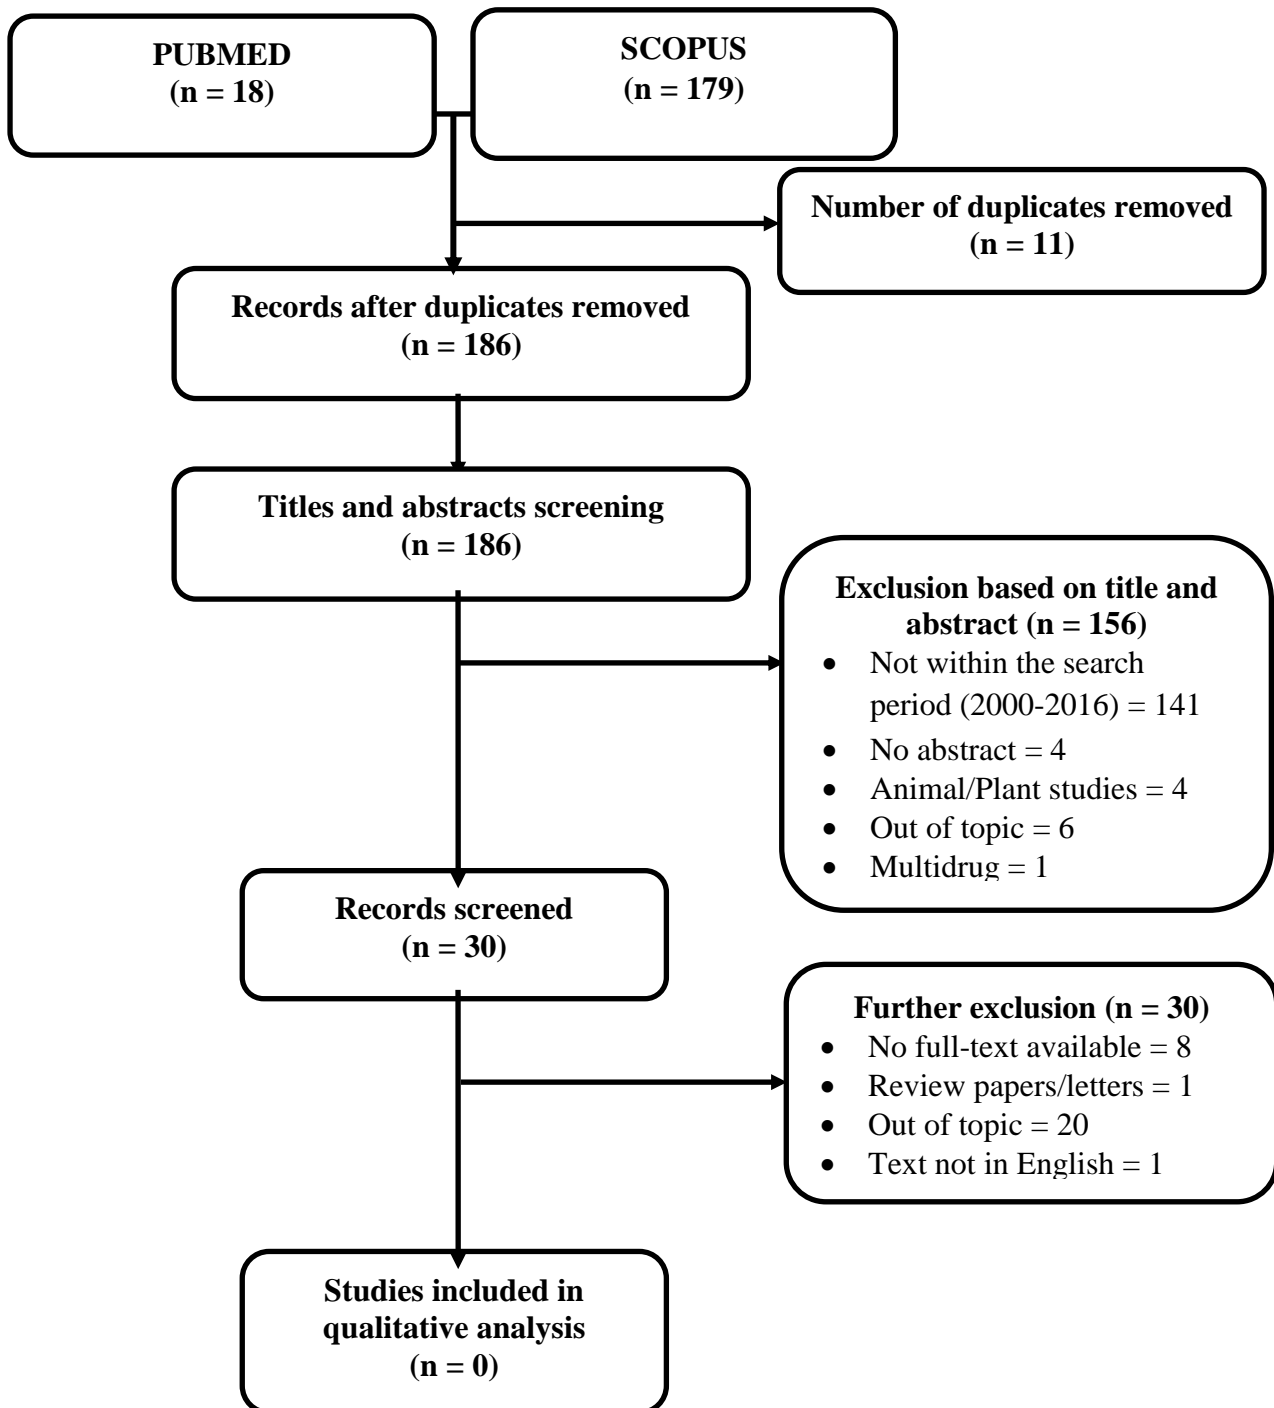 PUBMED
(n = 18)
SCOPUS
(n = 179)
Number of duplicates removed
(n = 11)
Records after duplicates removed
(n = 186)
Titles and abstracts screening
(n = 186)
Exclusion based on title and
abstract (n = 156)
• Not within the search
period (2000-2016) = 141
• No abstract = 4
• Animal/Plant studies = 4
• Out of topic = 6
• Multidrug = 1
Records screened
(n = 30)
Further exclusion (n = 30)
• No full-text available = 8
• Review papers/letters = 1
• Out of topic = 20
• Text not in English = 1
Studies included in
qualitative analysis
(n = 0)